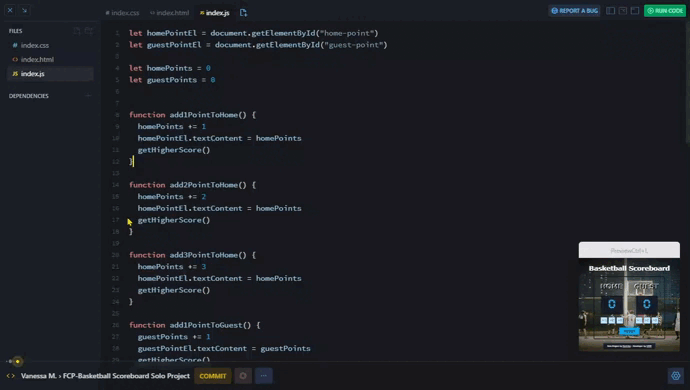 index.css
index.html
index.js
REPORT A BUG
RUN CODE
FILES
index.css
index.html
index.js
DEPENDENCIES
1 let homePointEl = document.getElementById("home-point")
2 let guestPointEl = document.getElementById("guest-point")
3
4 let homePoints = 0
5 let guestPoints = 0
6
7
8 function add1PointToHome() {
9 homePoints += 1
10 homePointEl.textContent = homePoints
11 getHigherScore()
12 }
13
14 function add2PointToHome() {
15 homePoints += 2
16 homePointEl.textContent = homePoints
17 getHigherScore()
18 }
19
20 function add3PointToHome() {
21 homePoints += 3
22 homePointEl.textContent = homePoints
23 getHigherScore()
24 }
25
26 function add1PointToGuest() {
27 guestPoints += 1
28 guestPointEl.textContent = guestPoints
29 getHigherScore()
PreviewCtrl+L
Basketball Scoreboard
HOME GUEST
0 0
Vanessa M. › FCP-Basketball Scoreboard Solo Project
COMMIT